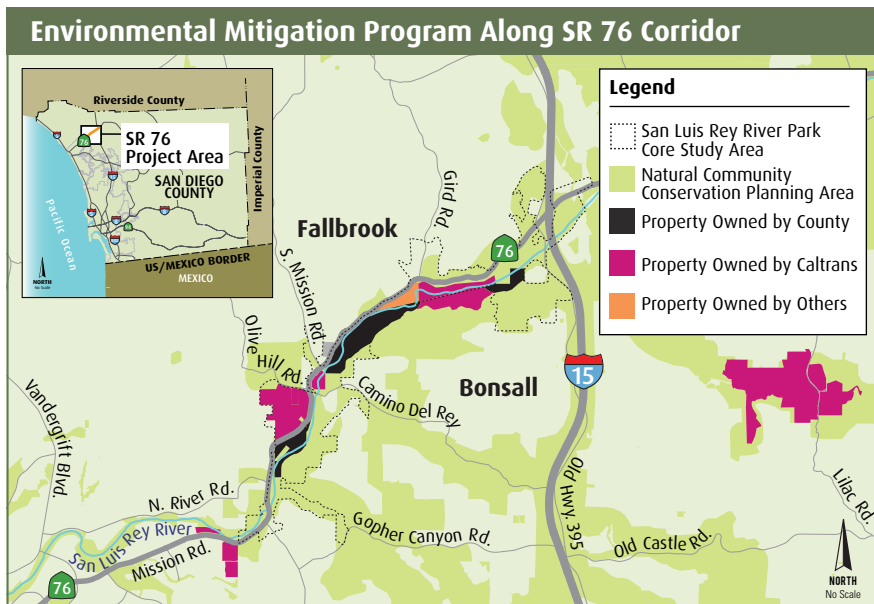 Environmental Mitigation Program Along SR 76 Corridor
Riverside County
SR 76
Project Area
76
SAN DIEGO
COUNTY
Imperial County
Pacific Ocean
US/MEXICO BORDER
MEXICO
NORTH
No Scale
Legend
San Luis Rey River Park
Core Study Area
Natural Community
Conservation Planning Area
Property Owned by County
Property Owned by Caltrans
Property Owned by Others
Fallbrook
Gird Rd.
76
S. Mission Rd.
Olive
Hill Rd.
Bonsall
15
Camino Del Rey
Vandergrift Blvd.
N. River Rd.
San Luis Rey River
Mission Rd.
Gopher Canyon Rd.
Old Hwy. 395
Old Castle Rd.
Lilac Rd.
76
NORTH
No Scale